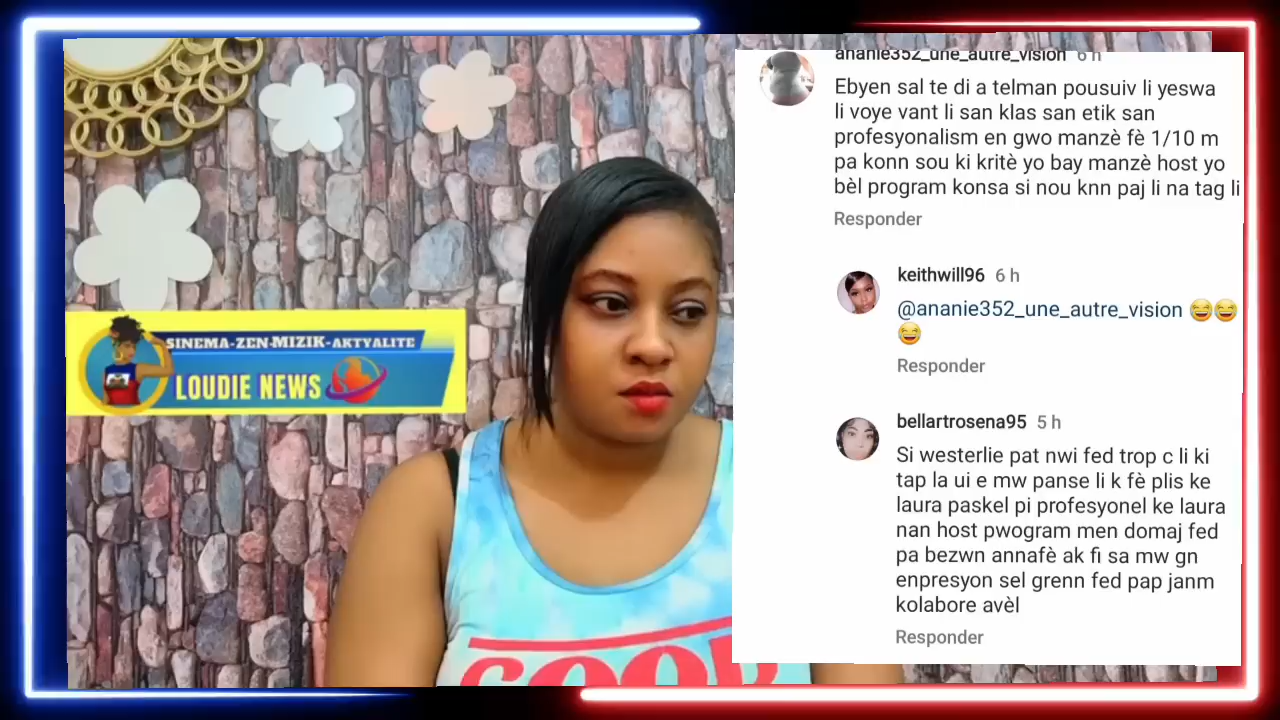 SINEMA-ZEN-MIZIK-AKTYALITE
LOUDIE NEWS
GOOD
ananie352_une_autre_vision 6 h
Ebyen sal te di a telman pousuiv li yeswa
li voye vant li san klas san etik san
profesyonalism en gwo manzè fè 1/10 m
pa konn sou ki kritè yo bay manzè host yo
bèl program konsa si nou knn paj li na tag li
Responder
keithwill96 6 h
@ananie352_une_autre_vision 😂😂
😂
Responder
bellartrosena95 5 h
Si westerlie pat nwi fed trop c li ki
tap la ui e mw panse li k fè plis ke
laura paskel pi profesyonel ke laura
nan host pwogram men domaj fed
pa bezwn annafè ak fi sa mw gn
enpresyon sel grenn fed pap janm
kolabore avèl
Responder